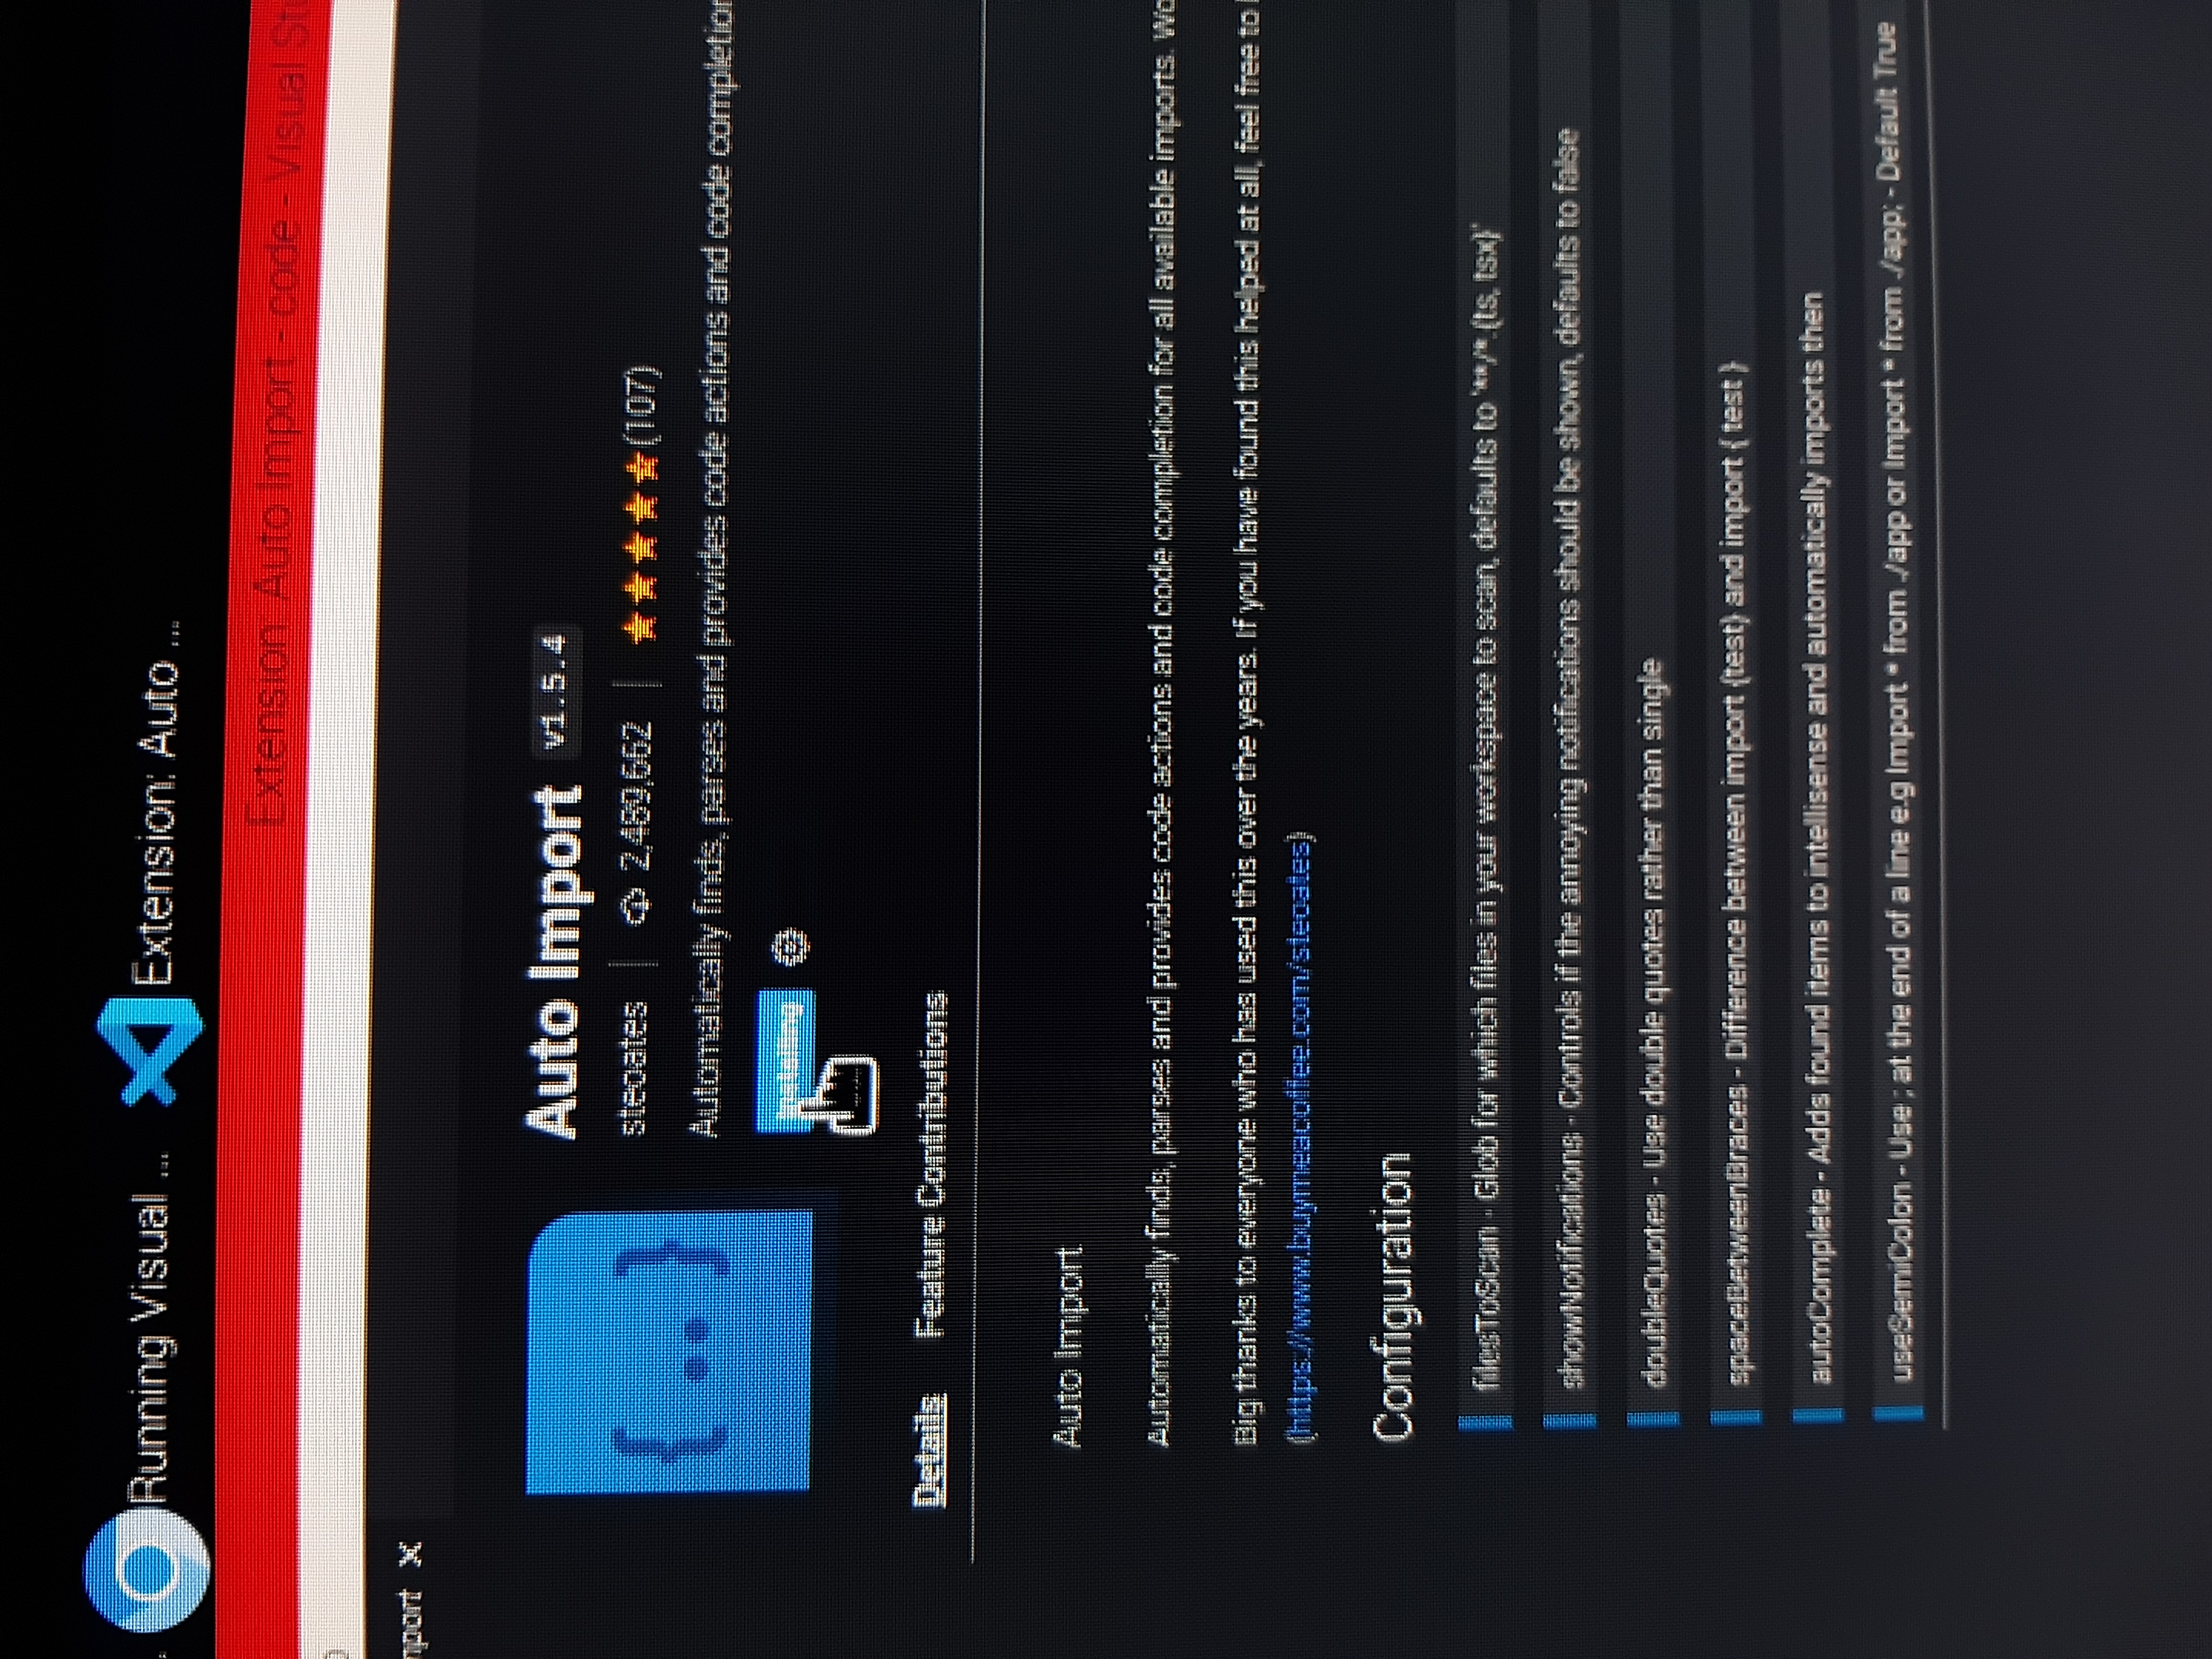 Running Visual ...
Extension: Auto ...
Extension: Auto Import - code - Visual St
mport ×
Auto Import v1.5.4
steoates | 2,489,662 | ★★★★★(107)
Automatically finds, parses and provides code actions and code completion
Installing
Details Feature Contributions
Auto Import
Automatically finds, parses and provides code actions and code completion for all available imports. Wo
Big thanks to everyone who has used this over the years. If you have found this helped at all, feel free to
(https://www.buymeacoffee.com/steoates)
Configuration
filesToScan - Glob for which files in your workspace to scan, defaults to '**/*.{ts, tsx}'
showNotifications - Controls if the annoying notifications should be shown, defaults to false
doubleQuotes - Use double quotes rather than single
spaceBetweenBraces - Difference between import {test} and import { test }
autoComplete - Adds found items to intellisense and automatically imports then
useSemiColon - Use ; at the end of a line e.g Import * from ./app or Import * from ./app; - Default True